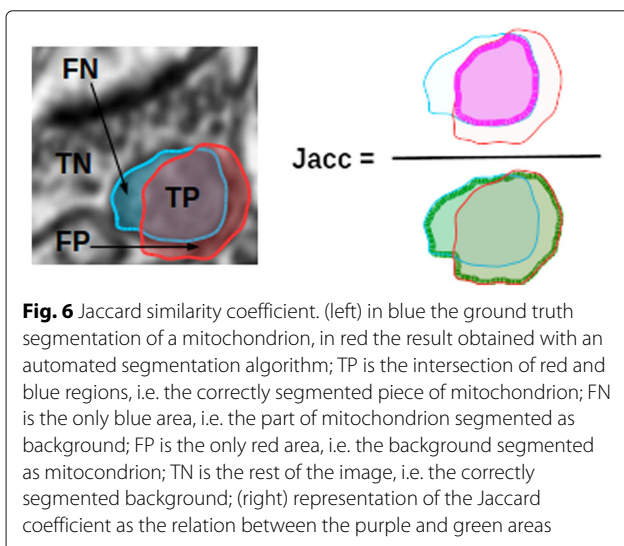 FN
TN
TP
FP
Jacc =
Fig. 6 Jaccard similarity coefficient. (left) in blue the ground truth
segmentation of a mitochondrion, in red the result obtained with an
automated segmentation algorithm; TP is the intersection of red and
blue regions, i.e. the correctly segmented piece of mitochondrion; FN
is the only blue area, i.e. the part of mitochondrion segmented as
background; FP is the only red area, i.e. the background segmented
as mitocondrion; TN is the rest of the image, i.e. the correctly
segmented background; (right) representation of the Jaccard
coefficient as the relation between the purple and green areas